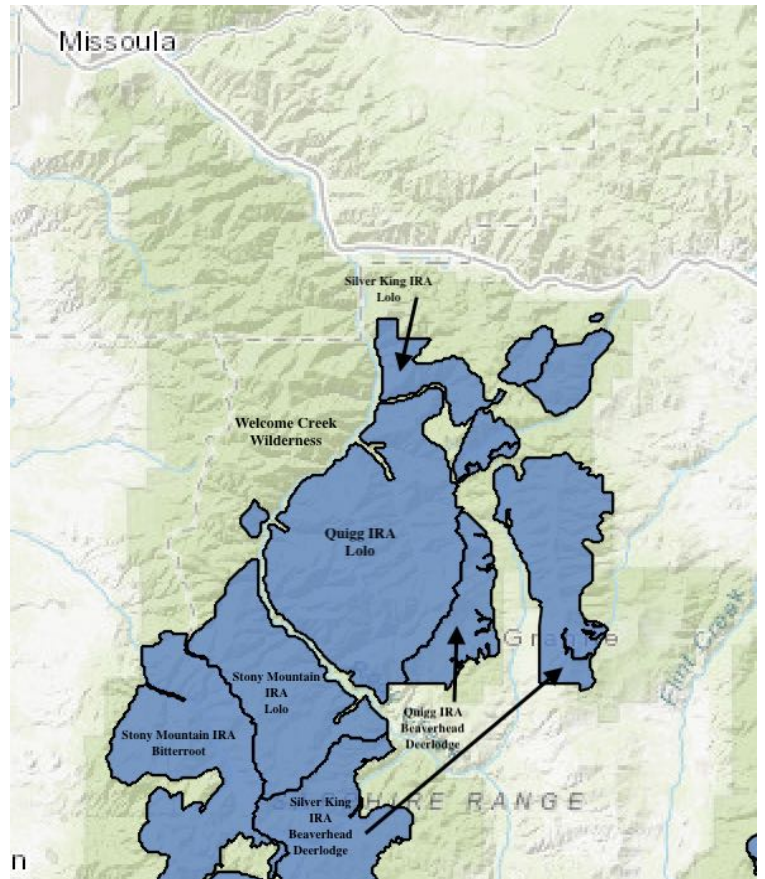 Missoula
Silver King IRA
Lolo
Welcome Creek
Wilderness
Quigg IRA
Lolo
Flint Creek
Stony Mountain
IRA
Lolo
Stony Mountain IRA
Bitterroot
Quigg IRA
Beaverhead
Deerlodge
Silver King
IRA
Beaverhead
Deerlodge
RANGE
n